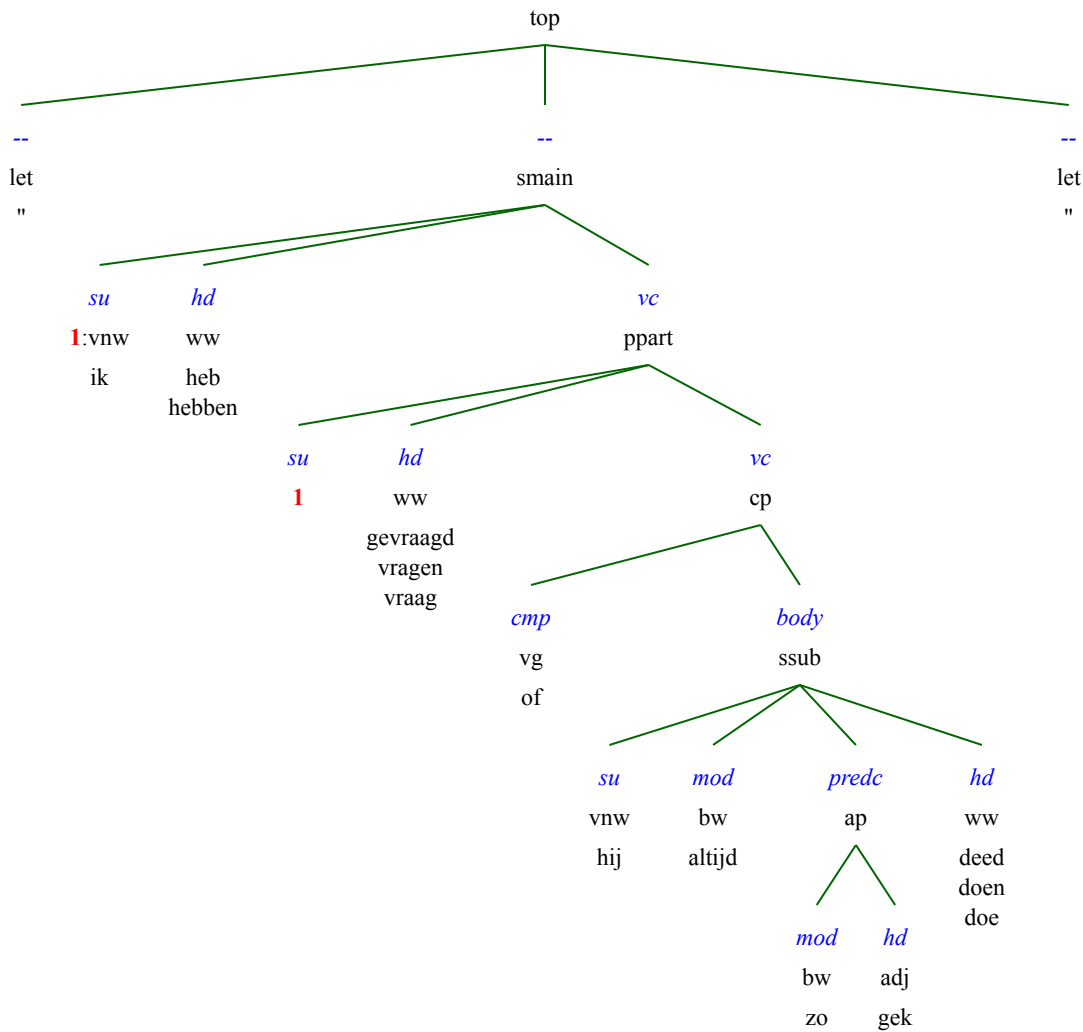 top
-- -- --
let smain let
" "
su hd vc
1:vnw ww ppart
ik heb
hebben
su hd vc
1 ww cp
gevraagd
vragen
vraag
cmp body
vg ssub
of
su mod predc hd
vnw bw ap ww
hij altijd deed
doen
doe
mod hd
bw adj
zo gek